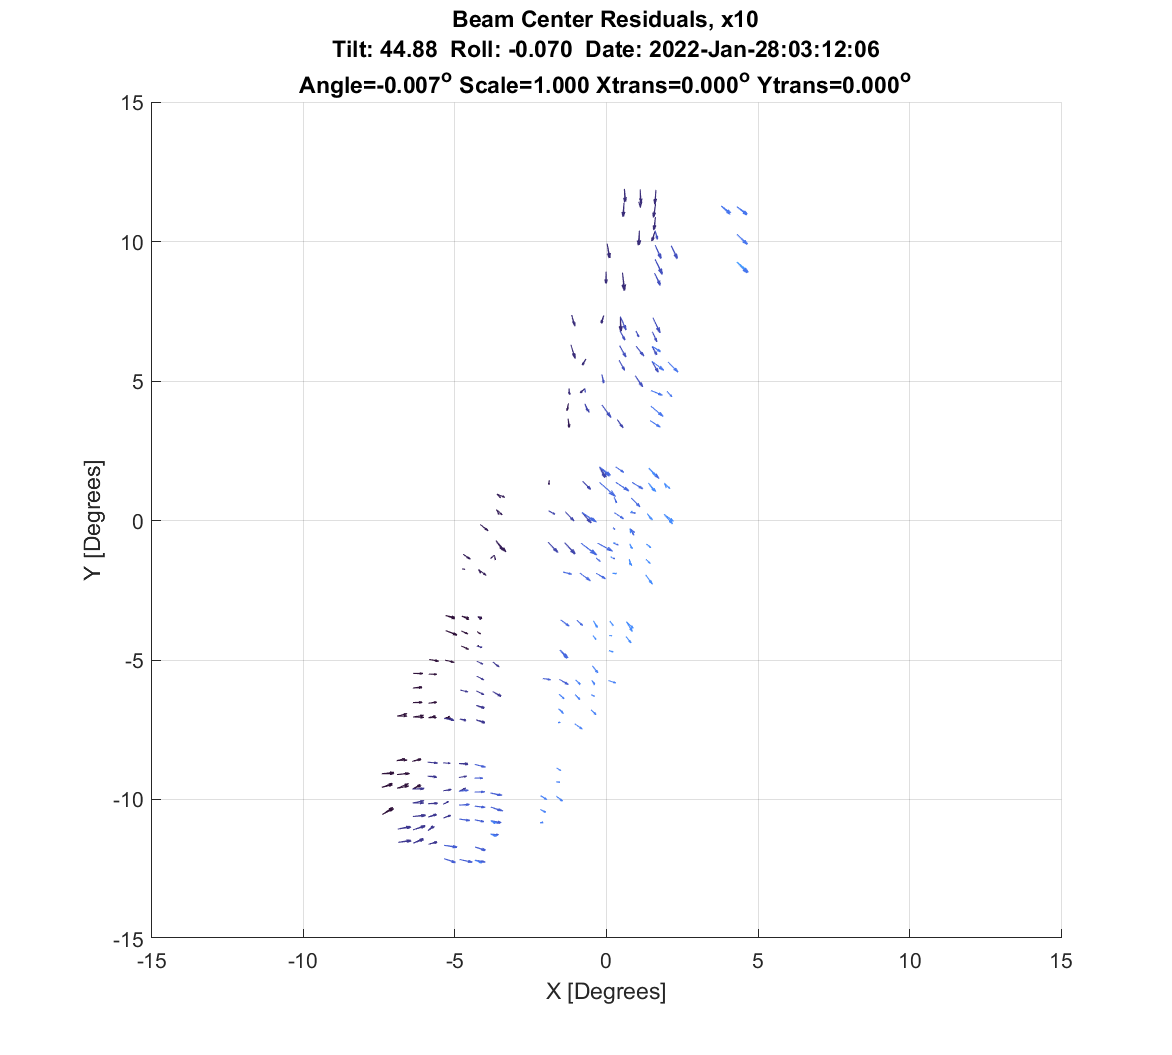 Beam Center Residuals, x10
Tilt: 44.88 Roll: -0.070 Date: 2022-Jan-28:03:12:06
Angle=-0.007° Scale=1.000 Xtrans=0.000° Ytrans=0.000°
15
10
5
0
-5
-10
-15
Y [Degrees]
-15 -10 -5 0 5 10 15
X [Degrees]